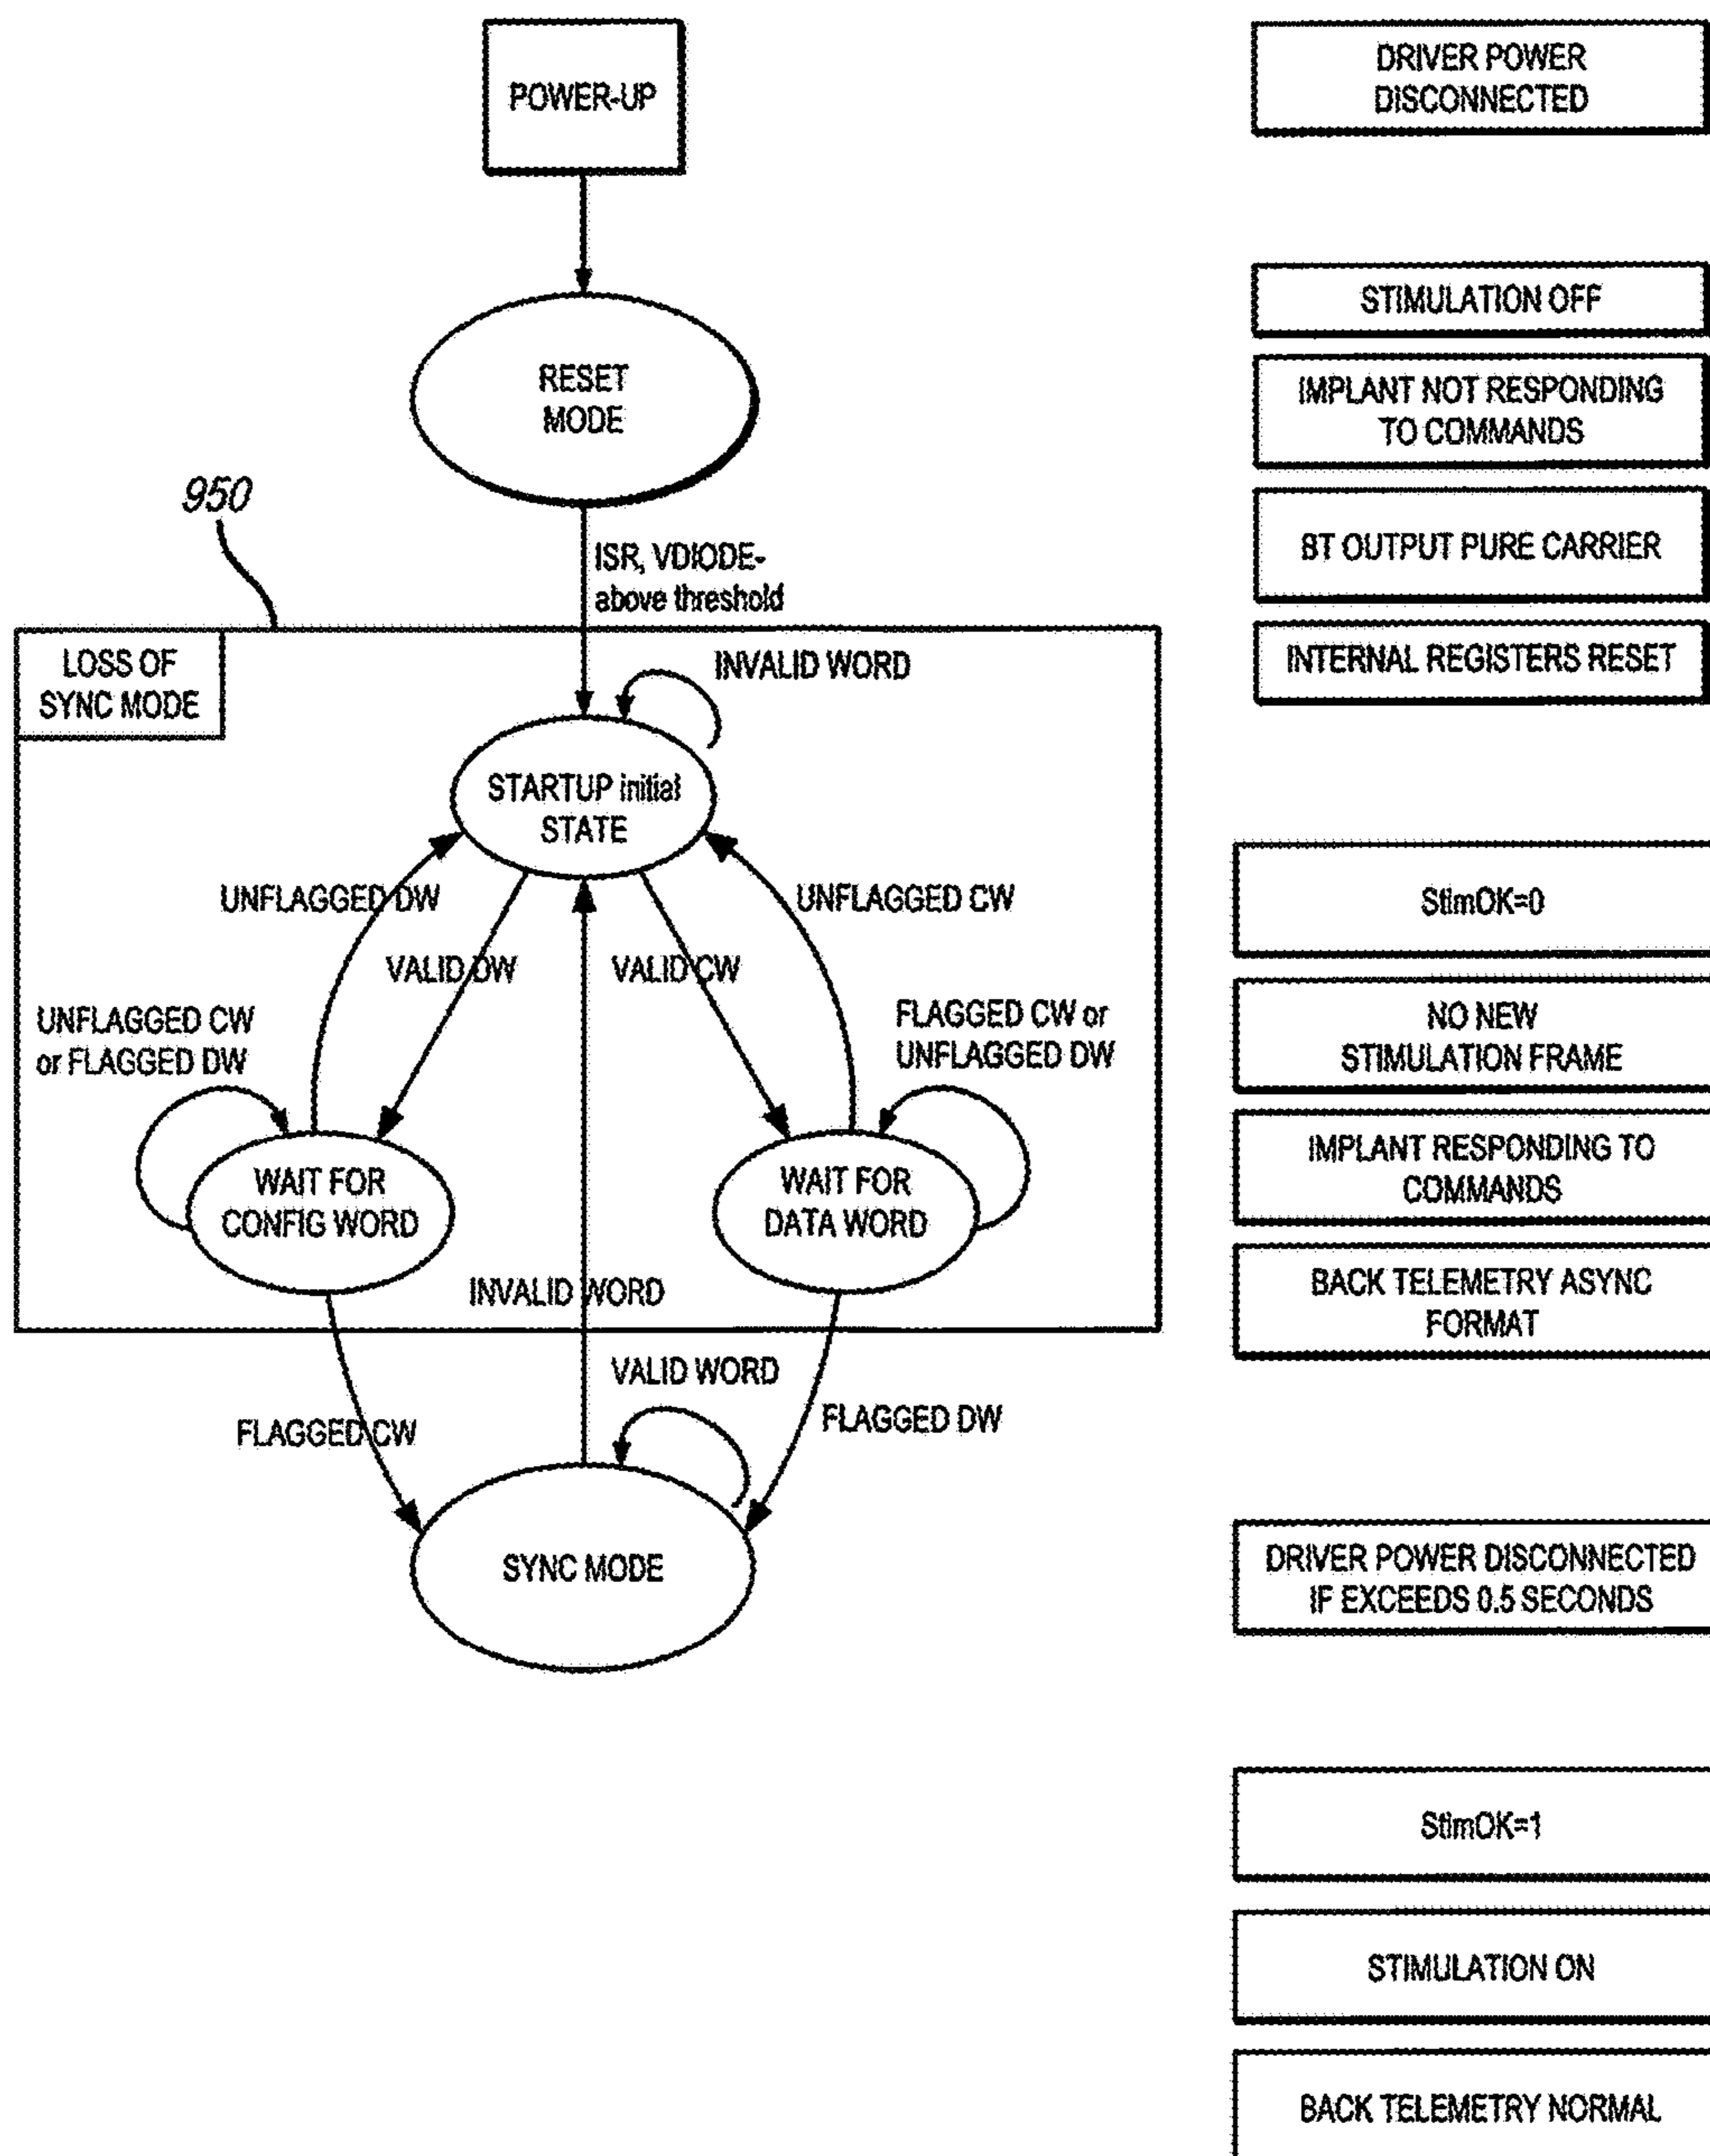 POWER-UP
RESET
MODE
950
ISR, VDIODE-
above threshold
LOSS OF
SYNC MODE
INVALID WORD
STARTUP initial
STATE
UNFLAGGED DW
UNFLAGGED CW
VALID DW
VALID CW
UNFLAGGED CW
or FLAGGED DW
FLAGGED CW or
UNFLAGGED DW
WAIT FOR
CONFIG WORD
WAIT FOR
DATA WORD
INVALID WORD
VALID WORD
FLAGGED CW
FLAGGED DW
SYNC MODE
DRIVER POWER
DISCONNECTED
STIMULATION OFF
IMPLANT NOT RESPONDING
TO COMMANDS
BT OUTPUT PURE CARRIER
INTERNAL REGISTERS RESET
StimOK=0
NO NEW
STIMULATION FRAME
IMPLANT RESPONDING TO
COMMANDS
BACK TELEMETRY ASYNC
FORMAT
DRIVER POWER DISCONNECTED
IF EXCEEDS 0.5 SECONDS
StimOK=1
STIMULATION ON
BACK TELEMETRY NORMAL